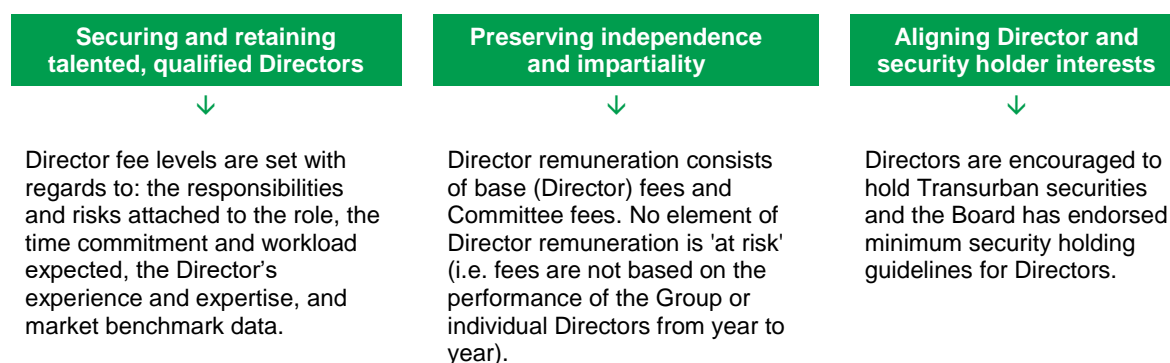 Securing and retaining
talented, qualified Directors
Director fee levels are set with
regards to: the responsibilities
and risks attached to the role, the
time commitment and workload
expected, the Director’s
experience and expertise, and
market benchmark data.
Preserving independence
and impartiality
Director remuneration consists
of base (Director) fees and
Committee fees. No element of
Director remuneration is 'at risk'
(i.e. fees are not based on the
performance of the Group or
individual Directors from year to
year).
Aligning Director and
security holder interests
Directors are encouraged to
hold Transurban securities
and the Board has endorsed
minimum security holding
guidelines for Directors.